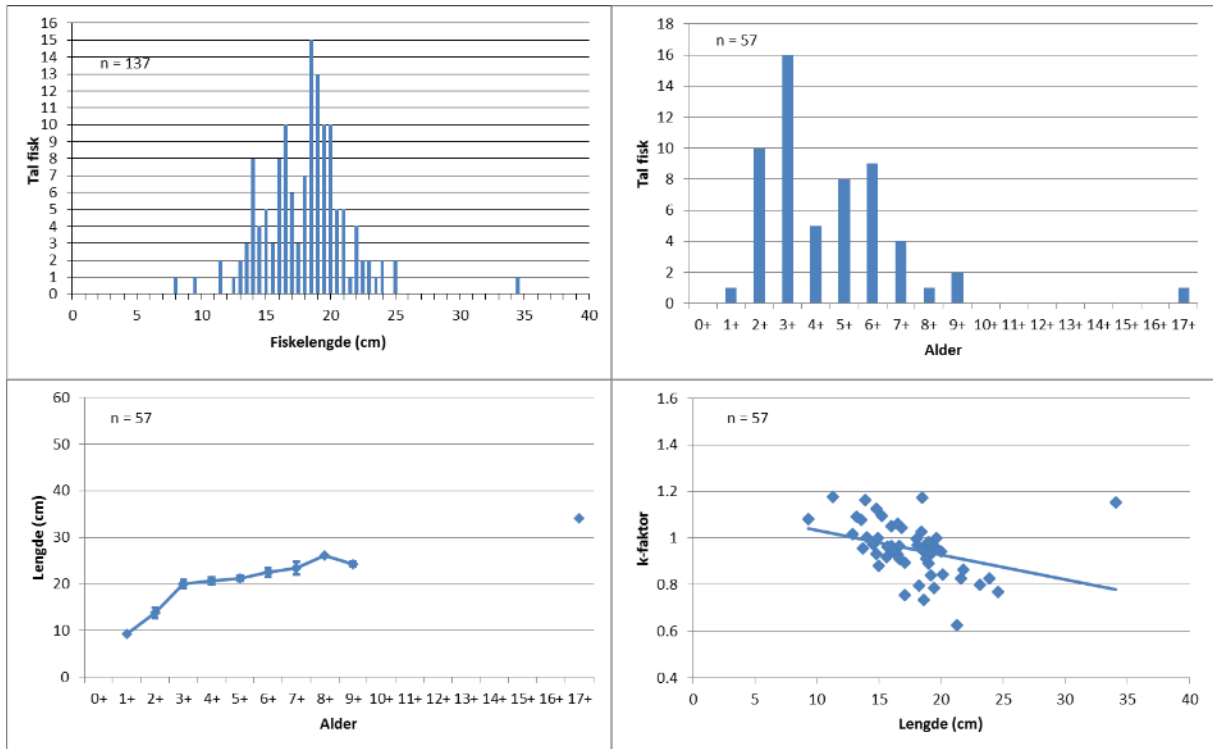 16
15
14
13
12
11
10
9
8
7
6
5
4
3
2
1
0
Tal fisk
n = 137
0 5 10 15 20 25 30 35 40
Fiskelengde (cm)
18
16
14
12
10
8
6
4
2
0
Tal fisk
n = 57
0+ 1+ 2+ 3+ 4+ 5+ 6+ 7+ 8+ 9+ 10+ 11+ 12+ 13+ 14+ 15+ 16+ 17+
Alder
60
50
40
30
20
10
0
Lengde (cm)
n = 57
0+ 1+ 2+ 3+ 4+ 5+ 6+ 7+ 8+ 9+ 10+ 11+ 12+ 13+ 14+ 15+ 16+ 17+
Alder
1.6
1.4
1.2
1
0.8
0.6
0.4
k-faktor
n = 57
0 5 10 15 20 25 30 35 40
Lengde (cm)